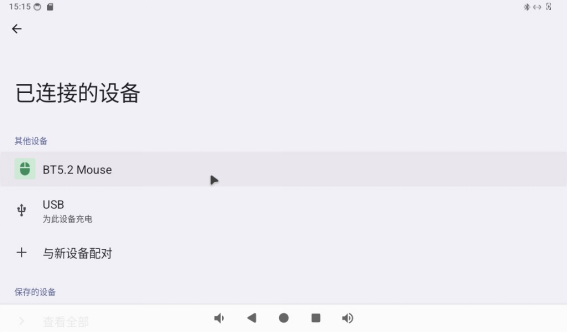 15:15
已连接的设备
其他设备
BT5.2 Mouse
USB
为此设备充电
与新设备配对
保存的设备
查看全部